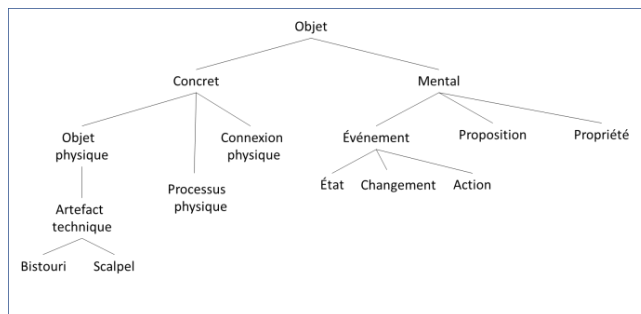 Objet
Concret
Mental
Objet
physique
Connexion
physique
Événement
Proposition
Propriété
Processus
physique
État
Changement
Action
Artefact
technique
Bistouri
Scalpel